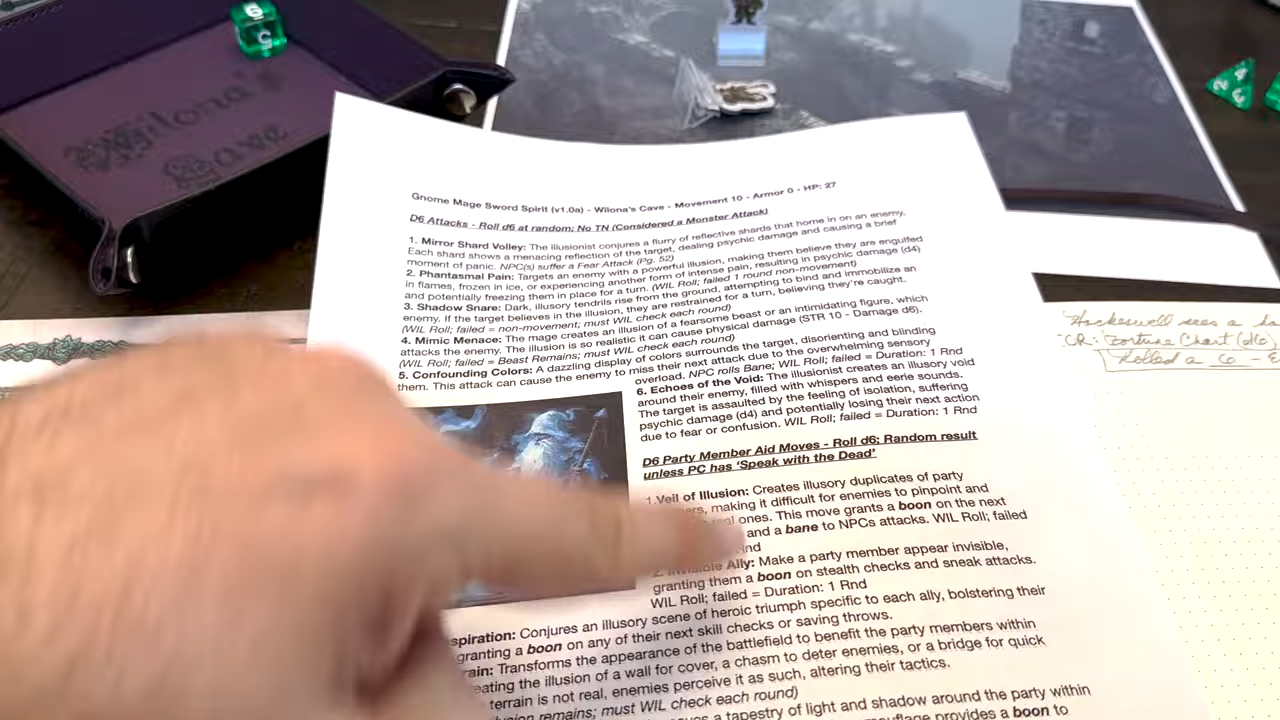 Wilona's
Cave
Gnome Mage Sword Spirit (v1.0a) - Wilona's Cave - Movement 10 - Armor 0 - HP: 27
D6 Attacks - Roll d6 at random; No TN (Considered a Monster Attack)
1. Mirror Shard Volley: The illusionist conjures a flurry of reflective shards that home in on an enemy.
Each shard shows a menacing reflection of the target, dealing psychic damage and causing a brief
moment of panic. NPC(s) suffer a Fear Attack (Pg. 52)
2. Phantasmal Pain: Targets an enemy with a powerful illusion, making them believe they are engulfed
in flames, frozen in ice, or experiencing another form of intense pain, resulting in psychic damage (d4)
and potentially freezing them in place for a turn. (WIL Roll; failed 1 round non-movement)
3. Shadow Snare: Dark, illusory tendrils rise from the ground, attempting to bind and immobilize an
enemy. If the target believes in the illusion, they are restrained for a turn, believing they're caught.
(WIL Roll; failed = non-movement; must WIL check each round)
4. Mimic Menace: The mage creates an illusion of a fearsome beast or an intimidating figure, which
attacks the enemy. The illusion is so realistic it can cause physical damage (STR 10 - Damage d6).
(WIL Roll; failed = Beast Remains; must WIL check each round)
5. Confounding Colors: A dazzling display of colors surrounds the target, disorienting and blinding
them. This attack can cause the enemy to miss their next attack due to the overwhelming sensory
overload. NPC rolls Bane; WIL Roll; failed = Duration: 1 Rnd
6. Echoes of the Void: The illusionist creates an illusory void
around their enemy, filled with whispers and eerie sounds.
The target is assaulted by the feeling of isolation, suffering
psychic damage (d4) and potentially losing their next action
due to fear or confusion. WIL Roll; failed = Duration: 1 Rnd
D6 Party Member Aid Moves - Roll d6; Random result
unless PC has 'Speak with the Dead'
1. Veil of Illusion: Creates illusory duplicates of party
ers, making it difficult for enemies to pinpoint and
real ones. This move grants a boon on the next
and a bane to NPCs attacks. WIL Roll; failed
Rnd
2. Invisible Ally: Make a party member appear invisible,
granting them a boon on stealth checks and sneak attacks.
WIL Roll; failed = Duration: 1 Rnd
spiration: Conjures an illusory scene of heroic triumph specific to each ally, bolstering their
granting a boon on any of their next skill checks or saving throws.
rain: Transforms the appearance of the battlefield to benefit the party members within
eating the illusion of a wall for cover, a chasm to deter enemies, or a bridge for quick
terrain is not real, enemies perceive it as such, altering their tactics.
usion remains; must WIL check each round)
a tapestry of light and shadow around the party within
uflage provides a boon to
Hackeswell sees a
OR: Fortune Chart (d6)
Rolled a 6 -